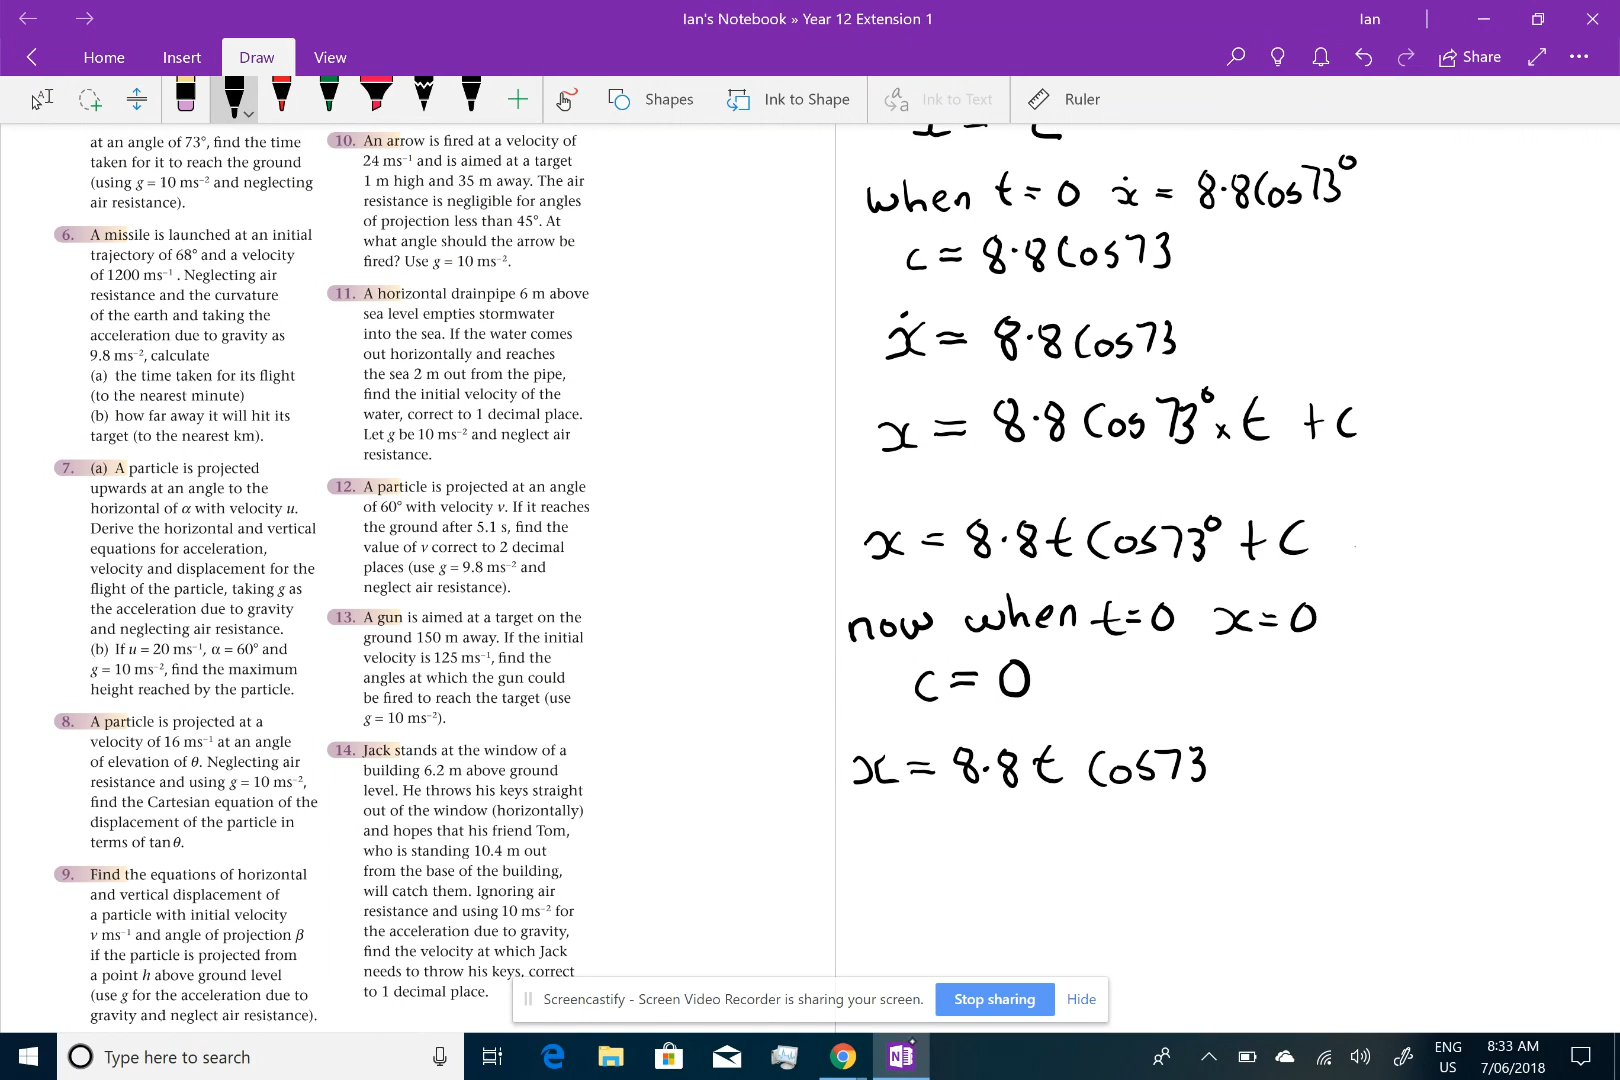 Ian's Notebook » Year 12 Extension 1
Ian
Home
Insert
Draw
View
Share
Shapes
Ink to Shape
Ink to Text
Ruler
at an angle of 73°, find the time
taken for it to reach the ground
(using g = 10 ms⁻² and neglecting
air resistance).
6. A missile is launched at an initial
trajectory of 68° and a velocity
of 1200 ms⁻¹ . Neglecting air
resistance and the curvature
of the earth and taking the
acceleration due to gravity as
9.8 ms⁻², calculate
(a) the time taken for its flight
(to the nearest minute)
(b) how far away it will hit its
target (to the nearest km).
7. (a) A particle is projected
upwards at an angle to the
horizontal of α with velocity u.
Derive the horizontal and vertical
equations for acceleration,
velocity and displacement for the
flight of the particle, taking g as
the acceleration due to gravity
and neglecting air resistance.
(b) If u = 20 ms⁻¹, α = 60° and
g = 10 ms⁻², find the maximum
height reached by the particle.
8. A particle is projected at a
velocity of 16 ms⁻¹ at an angle
of elevation of θ. Neglecting air
resistance and using g = 10 ms⁻²,
find the Cartesian equation of the
displacement of the particle in
terms of tan θ.
9. Find the equations of horizontal
and vertical displacement of
a particle with initial velocity
v ms⁻¹ and angle of projection β
if the particle is projected from
a point h above ground level
(use g for the acceleration due to
gravity and neglect air resistance).
10. An arrow is fired at a velocity of
24 ms⁻¹ and is aimed at a target
1 m high and 35 m away. The air
resistance is negligible for angles
of projection less than 45°. At
what angle should the arrow be
fired? Use g = 10 ms⁻².
11. A horizontal drainpipe 6 m above
sea level empties stormwater
into the sea. If the water comes
out horizontally and reaches
the sea 2 m out from the pipe,
find the initial velocity of the
water, correct to 1 decimal place.
Let g be 10 ms⁻² and neglect air
resistance.
12. A particle is projected at an angle
of 60° with velocity v. If it reaches
the ground after 5.1 s, find the
value of v correct to 2 decimal
places (use g = 9.8 ms⁻² and
neglect air resistance).
13. A gun is aimed at a target on the
ground 150 m away. If the initial
velocity is 125 ms⁻¹, find the
angles at which the gun could
be fired to reach the target (use
g = 10 ms⁻²).
14. Jack stands at the window of a
building 6.2 m above ground
level. He throws his keys straight
out of the window (horizontally)
and hopes that his friend Tom,
who is standing 10.4 m out
from the base of the building,
will catch them. Ignoring air
resistance and using 10 ms⁻² for
the acceleration due to gravity,
find the velocity at which Jack
needs to throw his keys, correct
to 1 decimal place.
when t = 0 ẋ = 8.8Cos73°
c = 8.8Cos73
ẋ = 8.8Cos73
x = 8.8 Cos73° × t + C
x = 8.8t Cos73° + C
now when t=0 x=0
c = 0
x = 8.8t Cos73
Screencastify - Screen Video Recorder is sharing your screen.
Stop sharing
Hide
Type here to search
ENG
US
8:33 AM
7/06/2018